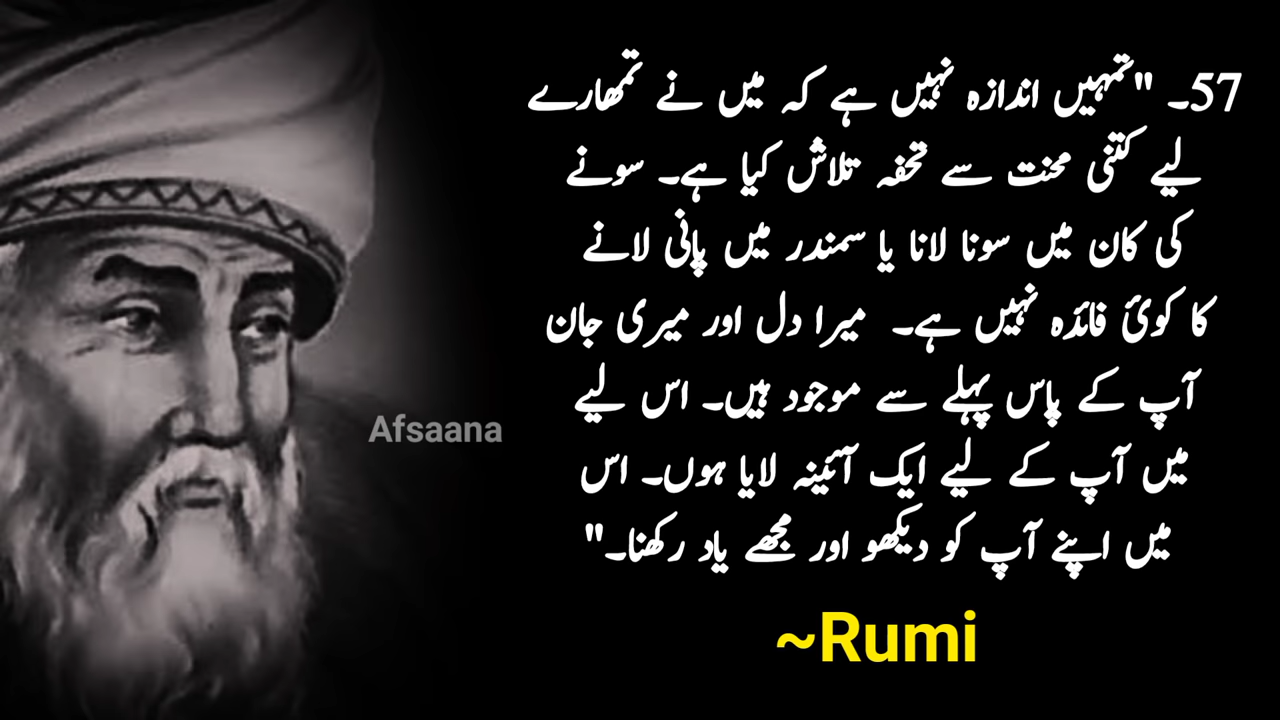 57۔ "تمہیں اندازہ نہیں ہے کہ میں نے تمھارے
لیے کتنی محنت سے تحفہ تلاش کیا ہے۔ سونے
کی کان میں سونا لانا یا سمندر میں پانی لانے
کا کوئ فائدہ نہیں ہے۔ میرا دل اور میری جان
آپ کے پاس پہلے سے موجود ہیں۔ اس لیے
میں آپ کے لیے ایک آئینہ لایا ہوں۔ اس
میں اپنے آپ کو دیکھو اور مجھے یاد رکھنا۔"
~Rumi
Afsaana